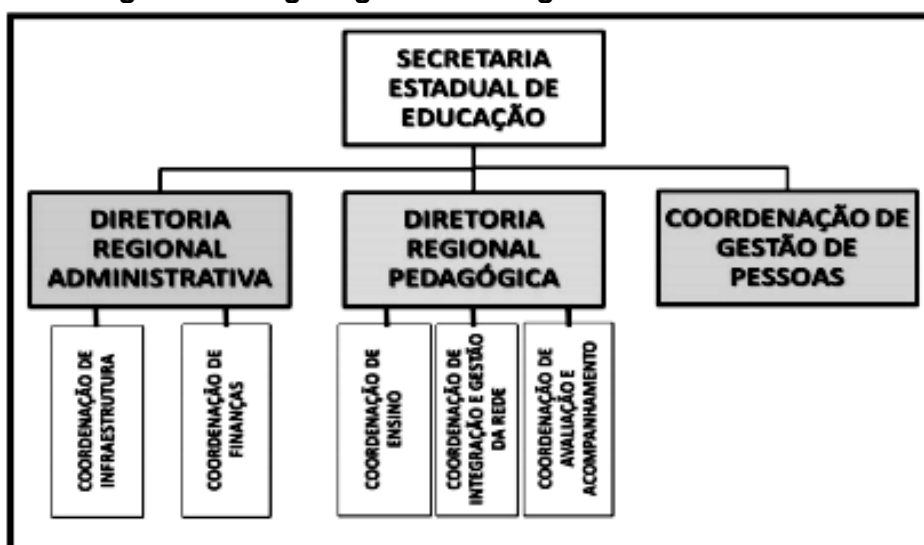 SECRETARIA
ESTADUAL DE
EDUCAÇÃO
DIRETORIA
REGIONAL
ADMINISTRATIVA
DIRETORIA
REGIONAL
PEDAGÓGICA
COORDENAÇÃO DE
GESTÃO DE
PESSOAS
COORDENAÇÃO DE
INFRAESTRUTURA
COORDENAÇÃO DE
FINANÇAS
COORDENAÇÃO DE
ENSINO
COORDENAÇÃO DE
INTEGRAÇÃO E GESTÃO
DA REDE
COORDENAÇÃO DE
AVALIAÇÃO E
ACOMPANHAMENTO